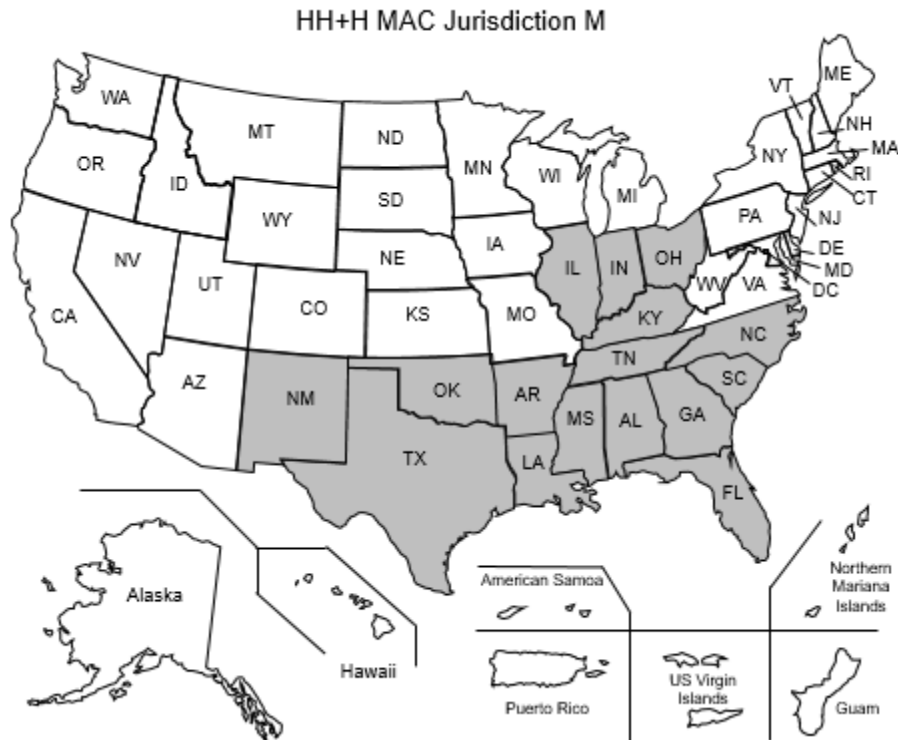 HH+H MAC Jurisdiction M
WA
MT
ND
MN
ME
VT
NH
MA
OR
ID
SD
WI
MI
NY
RI
CT
WY
PA
NJ
NV
UT
NE
IA
DE
MD
DC
CA
CO
KS
MO
IL
IN
OH
WV
VA
KY
AZ
NM
OK
AR
TN
NC
SC
TX
LA
MS
AL
GA
FL
Alaska
Hawaii
American Samoa
Northern
Mariana
Islands
Puerto Rico
US Virgin
Islands
Guam